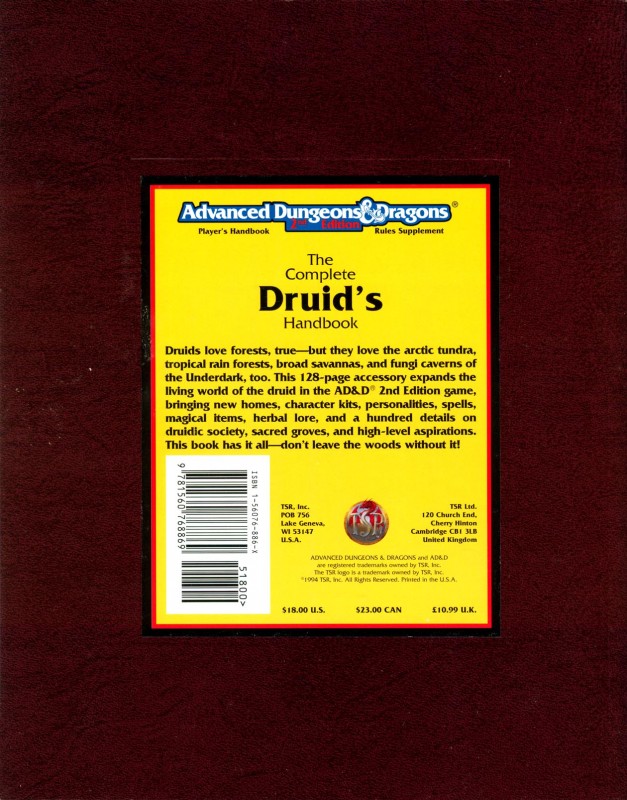 Advanced Dungeons & Dragons®
2nd Edition
Player's Handbook Rules Supplement
The
Complete
Druid's
Handbook
Druids love forests, true—but they love the arctic tundra,
tropical rain forests, broad savannas, and fungi caverns of
the Underdark, too. This 128-page accessory expands the
living world of the druid in the AD&D® 2nd Edition game,
bringing new homes, character kits, personalities, spells,
magical items, herbal lore, and a hundred details on
druidic society, sacred groves, and high-level aspirations.
This book has it all—don't leave the woods without it!
ISBN 1-56076-886-X
9 781560 768869
51800>
TSR, Inc.
POB 756
Lake Geneva,
WI 53147
U.S.A.
TSR
TSR Ltd.
120 Church End,
Cherry Hinton
Cambridge CB1 3LB
United Kingdom
ADVANCED DUNGEONS & DRAGONS and AD&D
are registered trademarks owned by TSR, Inc.
The TSR logo is a trademark owned by TSR, Inc.
©1994 TSR, Inc. All Rights Reserved. Printed in the U.S.A.
$18.00 U.S. $23.00 CAN £10.99 U.K.